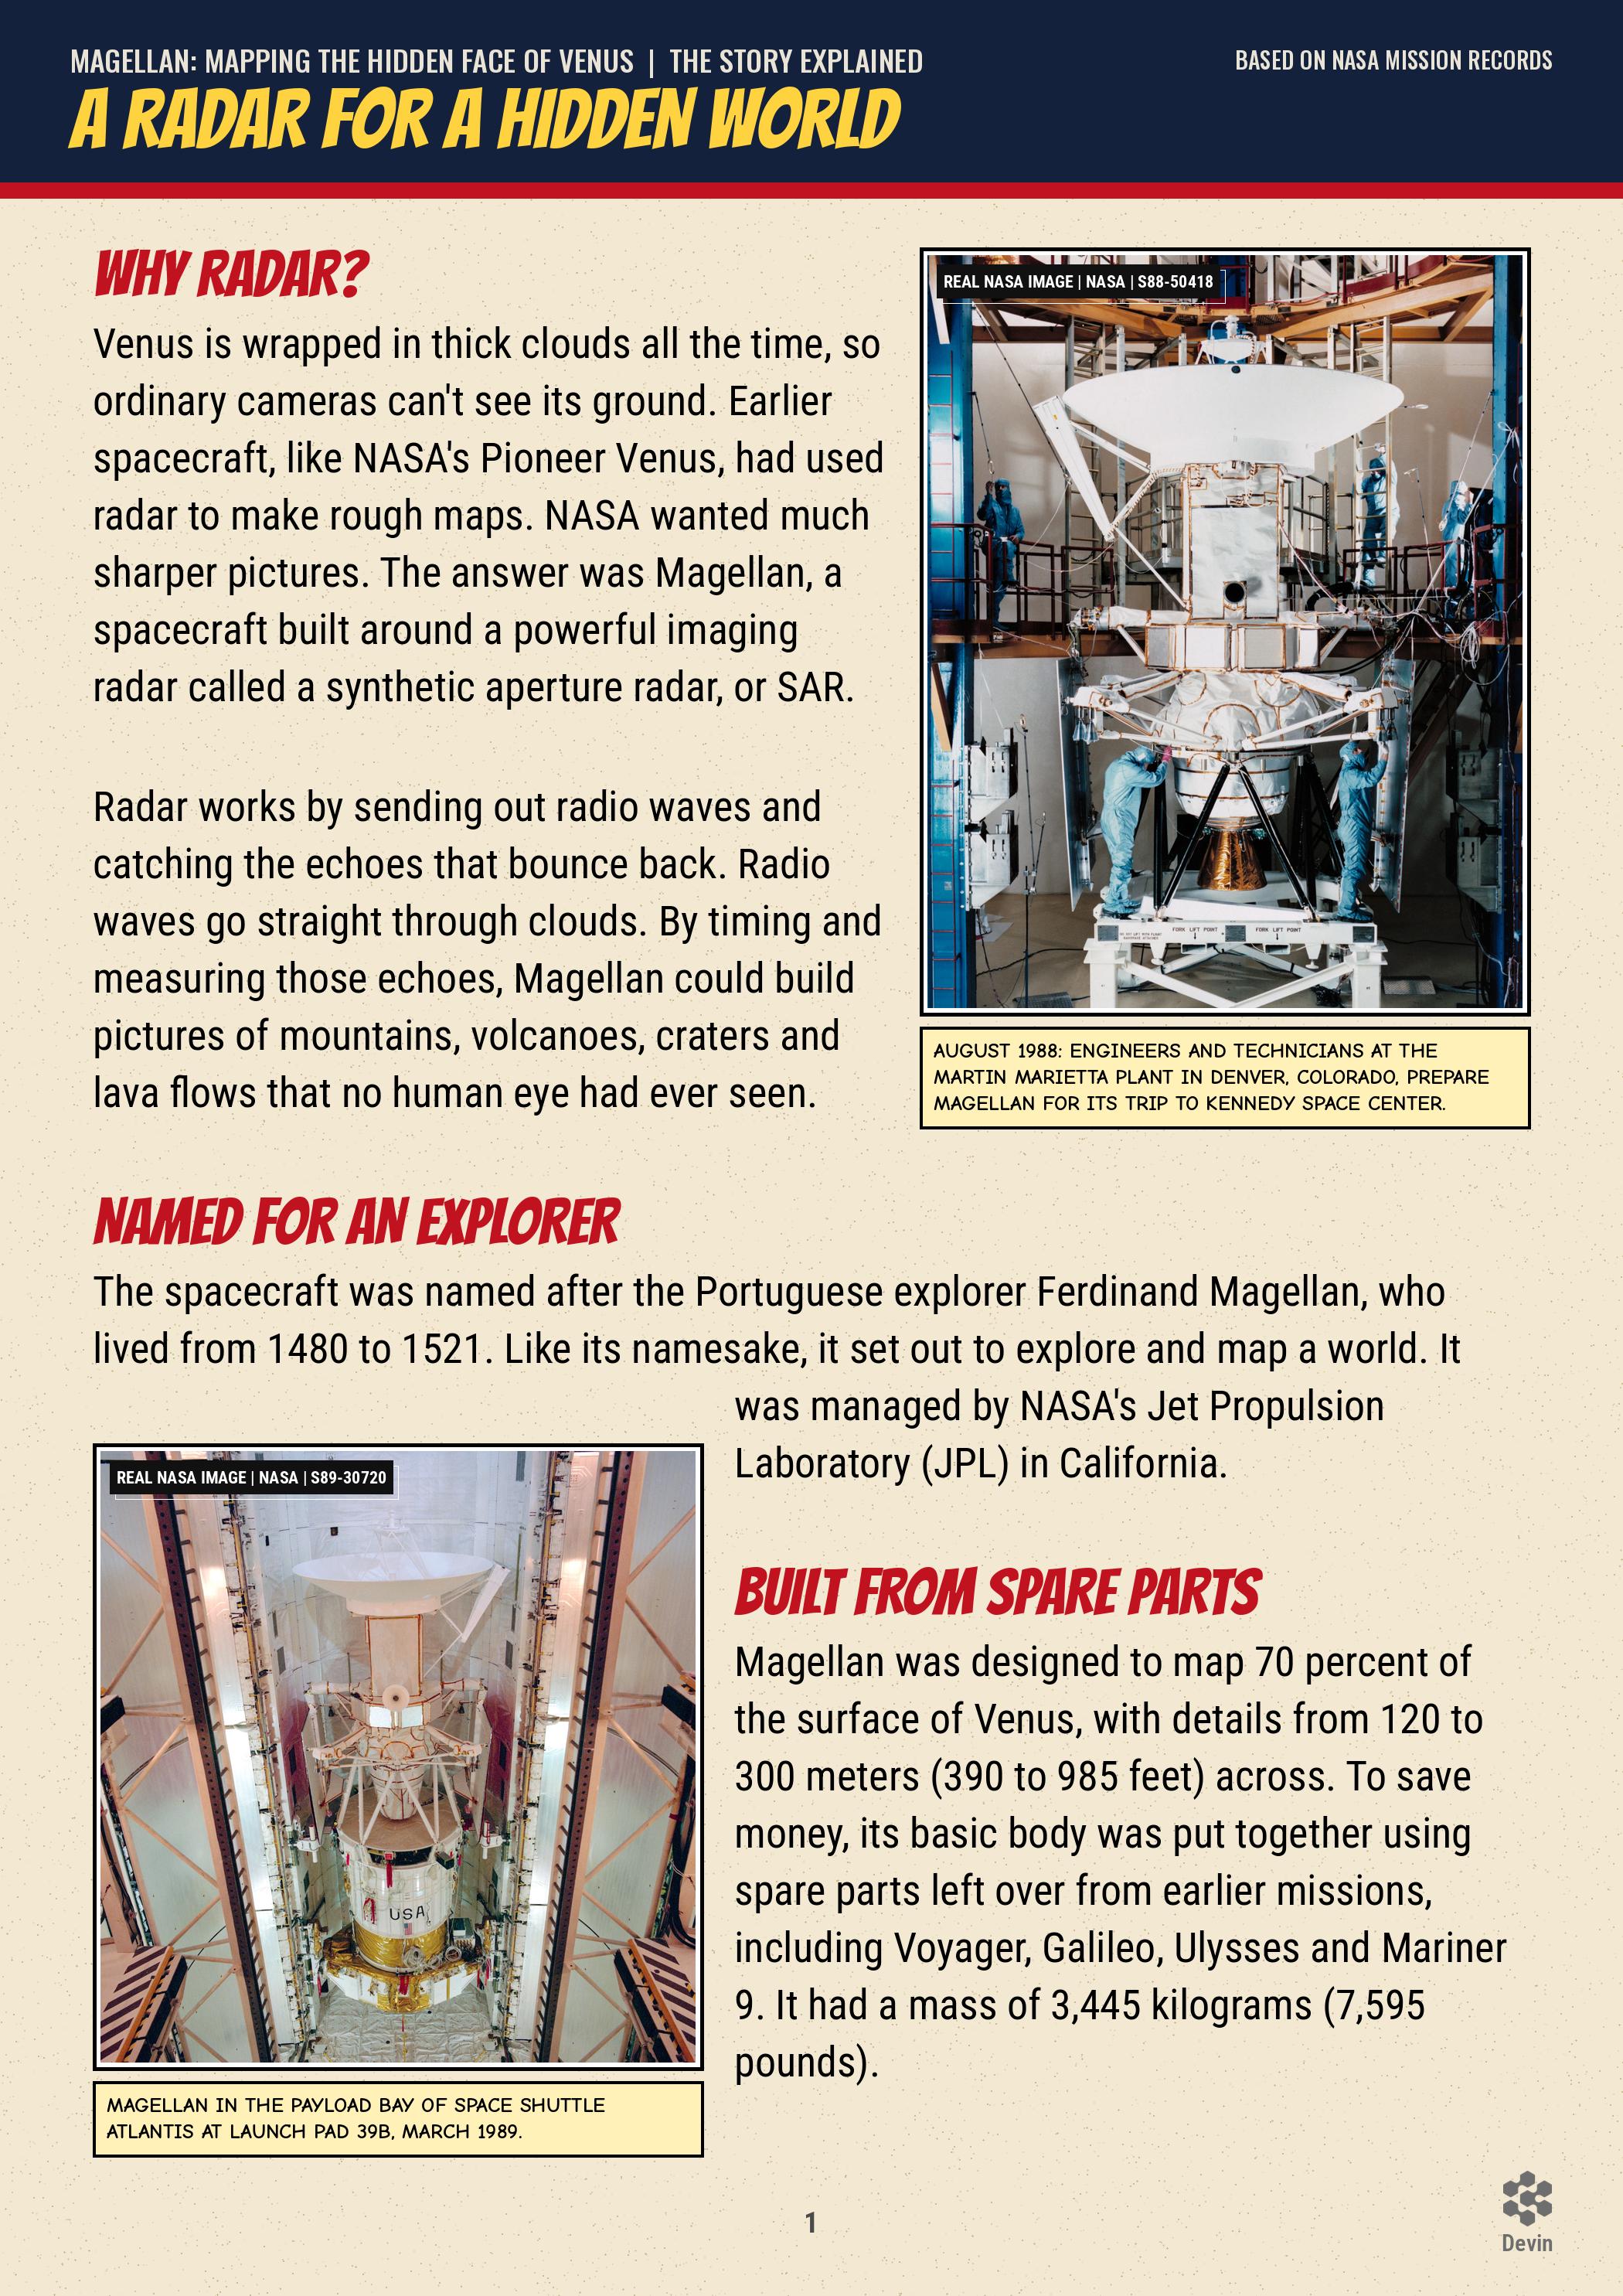 MAGELLAN: MAPPING THE HIDDEN FACE OF VENUS | THE STORY EXPLAINED
BASED ON NASA MISSION RECORDS
A RADAR FOR A HIDDEN WORLD
WHY RADAR?
Venus is wrapped in thick clouds all the time, so
ordinary cameras can't see its ground. Earlier
spacecraft, like NASA's Pioneer Venus, had used
radar to make rough maps. NASA wanted much
sharper pictures. The answer was Magellan, a
spacecraft built around a powerful imaging
radar called a synthetic aperture radar, or SAR.
Radar works by sending out radio waves and
catching the echoes that bounce back. Radio
waves go straight through clouds. By timing and
measuring those echoes, Magellan could build
pictures of mountains, volcanoes, craters and
lava flows that no human eye had ever seen.
REAL NASA IMAGE | NASA | S88-50418
FORK LIFT POINT
FORK LIFT POINT
AUGUST 1988: ENGINEERS AND TECHNICIANS AT THE
MARTIN MARIETTA PLANT IN DENVER, COLORADO, PREPARE
MAGELLAN FOR ITS TRIP TO KENNEDY SPACE CENTER.
NAMED FOR AN EXPLORER
The spacecraft was named after the Portuguese explorer Ferdinand Magellan, who
lived from 1480 to 1521. Like its namesake, it set out to explore and map a world. It
was managed by NASA's Jet Propulsion
Laboratory (JPL) in California.
REAL NASA IMAGE | NASA | S89-30720
USA
MAGELLAN IN THE PAYLOAD BAY OF SPACE SHUTTLE
ATLANTIS AT LAUNCH PAD 39B, MARCH 1989.
BUILT FROM SPARE PARTS
Magellan was designed to map 70 percent of
the surface of Venus, with details from 120 to
300 meters (390 to 985 feet) across. To save
money, its basic body was put together using
spare parts left over from earlier missions,
including Voyager, Galileo, Ulysses and Mariner
9. It had a mass of 3,445 kilograms (7,595
pounds).
1
Devin